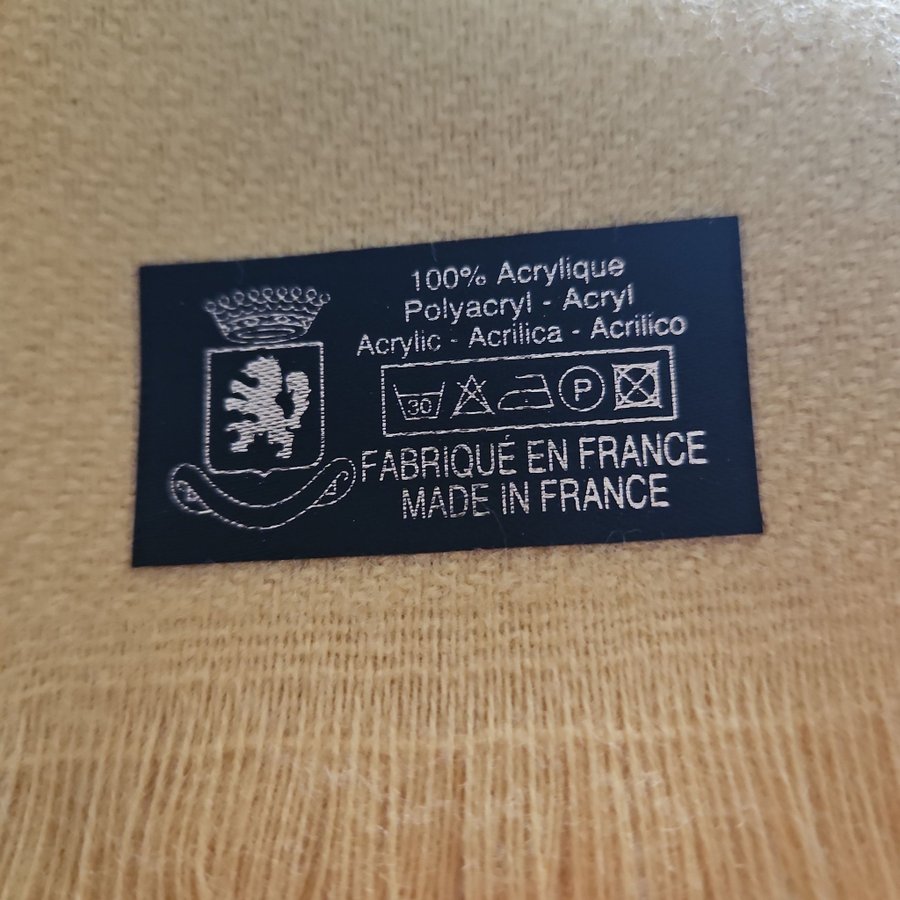 100% Acrylique
Polyacryl - Acryl
Acrylic - Acrilica - Acrilico
30 P
FABRIQUÉ EN FRANCE
MADE IN FRANCE